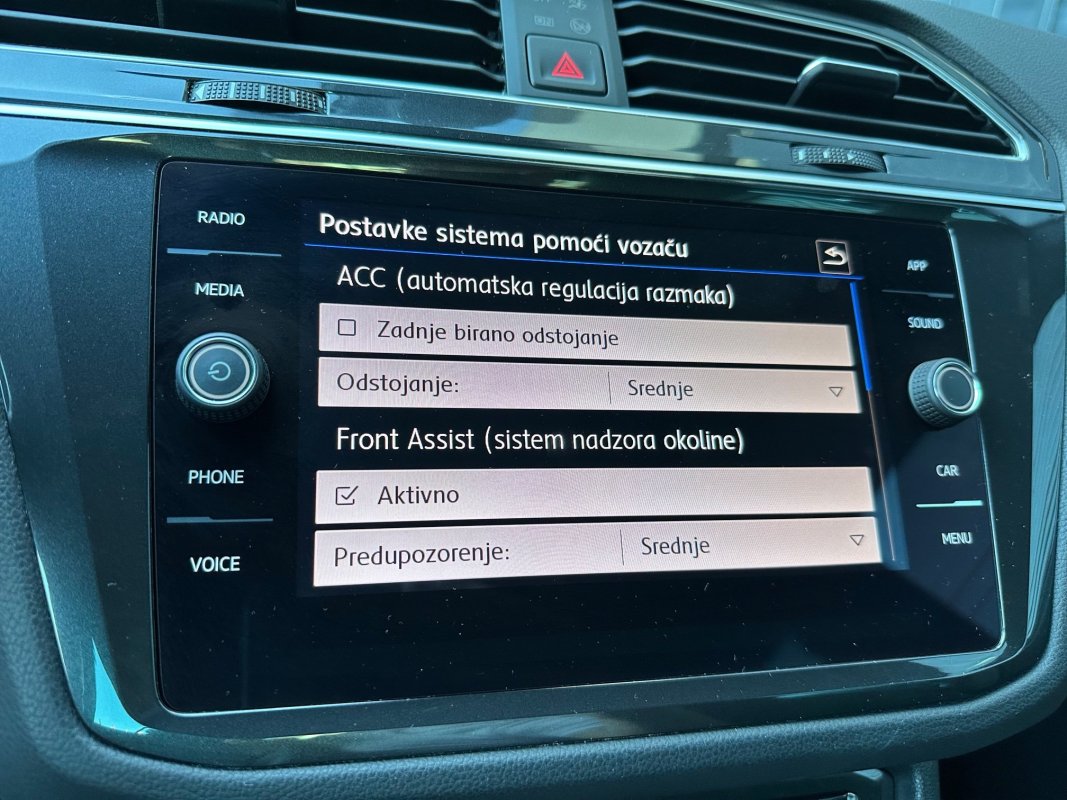 RADIO
MEDIA
PHONE
VOICE
Postavke sistema pomoći vozaču
ACC (automatska regulacija razmaka)
Zadnje birano odstojanje
Odstojanje: Srednje
Front Assist (sistem nadzora okoline)
Aktivno
Predupozorenje: Srednje
APP
SOUND
CAR
MENU